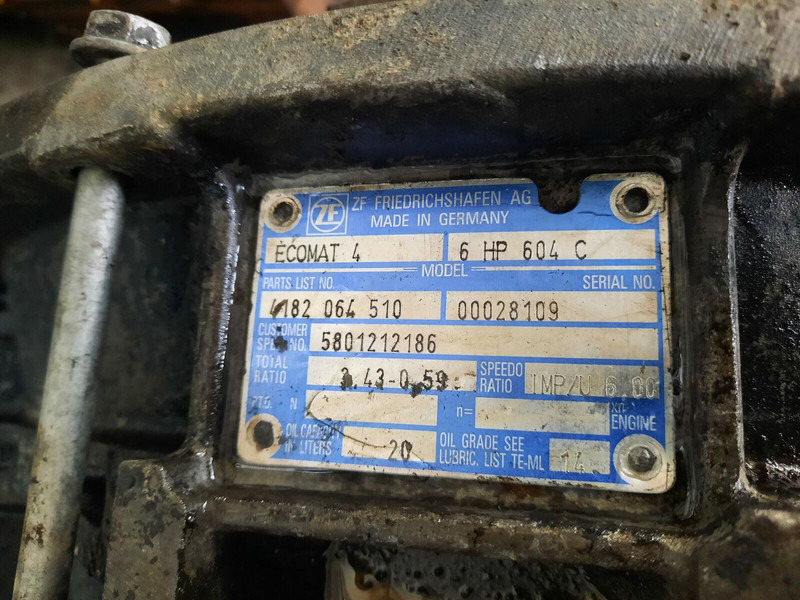 ZF FRIEDRICHSHAFEN AG
MADE IN GERMANY
ECOMAT 4 6 HP 604 C
MODEL
PARTS LIST NO. SERIAL NO.
4182 064 510 00028109
CUSTOMER SPEC. NO. 5801212186
TOTAL RATIO 3.43-0.59 SPEEDO RATIO IMP/U 6.00
P.T.O. N n= xn ENGINE
OIL CAPACITY IN LITERS 20 OIL GRADE SEE LUBRIC. LIST TE-ML 14